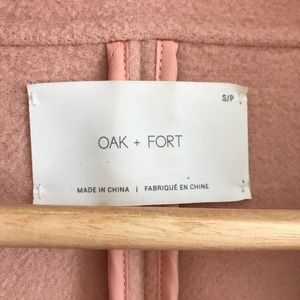 S/P
OAK + FORT
MADE IN CHINA | FABRIQUÉ EN CHINE